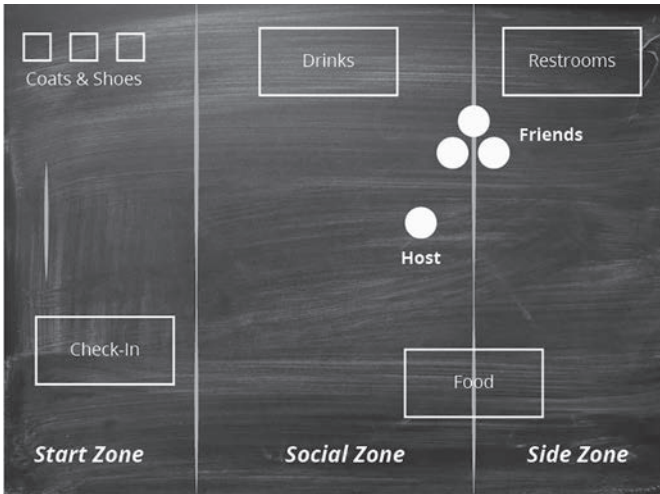 Drinks
Restrooms
Coats & Shoes
Friends
Host
Check-In
Food
Start Zone
Social Zone
Side Zone